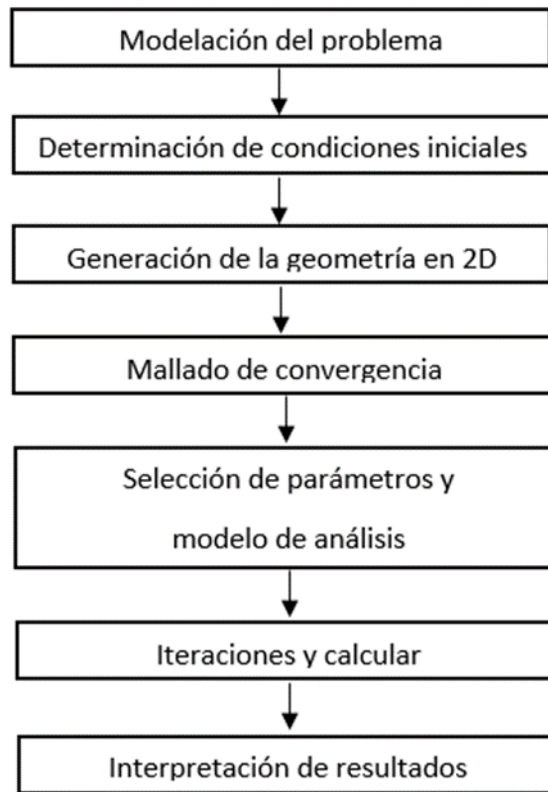 Modelación del problema
Determinación de condiciones iniciales
Generación de la geometría en 2D
Mallado de convergencia
Selección de parámetros y
modelo de análisis
Iteraciones y calcular
Interpretación de resultados